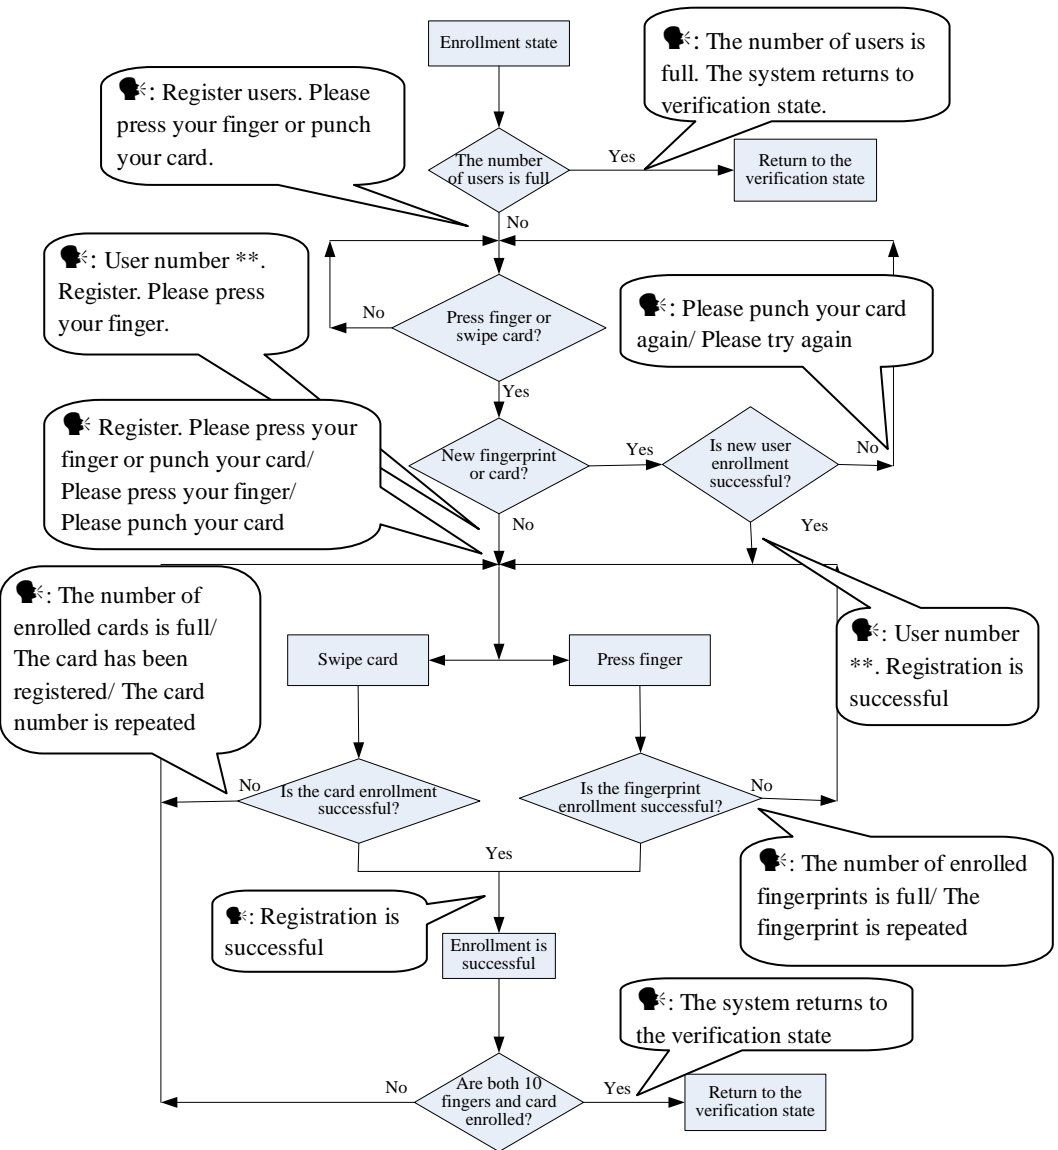 Enrollment state
🗣: The number of users is
full. The system returns to
verification state.
🗣: Register users. Please
press your finger or punch
your card.
The number
of users is full
Yes
Return to the
verification state
No
🗣: User number **.
Register. Please press
your finger.
Press finger or
swipe card?
No
🗣: Please punch your card
again/ Please try again
Yes
🗣 Register. Please press your
finger or punch your card/
Please press your finger/
Please punch your card
New fingerprint
or card?
Yes
Is new user
enrollment
successful?
No
No
Yes
🗣: The number of
enrolled cards is full/
The card has been
registered/ The card
number is repeated
🗣: User number
**. Registration is
successful
Swipe card
Press finger
Is the card enrollment
successful?
No
Is the fingerprint
enrollment successful?
No
Yes
🗣: The number of enrolled
fingerprints is full/ The
fingerprint is repeated
🗣: Registration is
successful
Enrollment is
successful
🗣: The system returns to
the verification state
Are both 10
fingers and card
enrolled?
No
Yes
Return to the
verification state